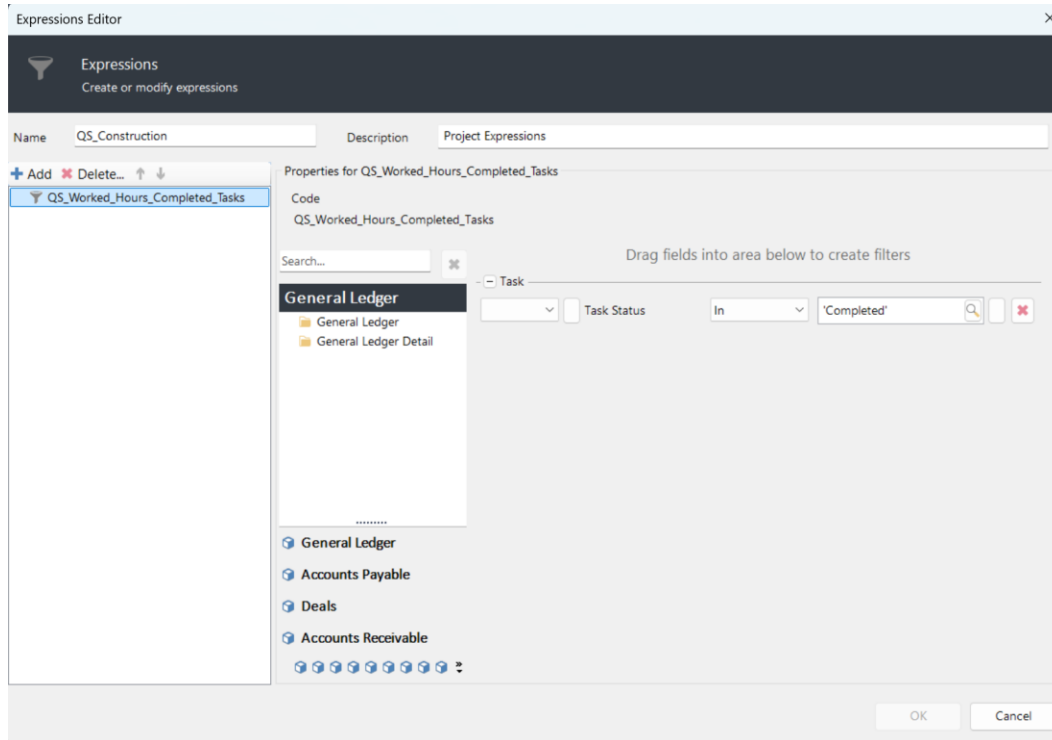 Expressions Editor
Expressions
Create or modify expressions
Name QS_Construction Description Project Expressions
Add Delete...
QS_Worked_Hours_Completed_Tasks
Properties for QS_Worked_Hours_Completed_Tasks
Code
QS_Worked_Hours_Completed_Tasks
Search...
Drag fields into area below to create filters
General Ledger
General Ledger
General Ledger Detail
Task
Task Status In 'Completed'
General Ledger
Accounts Payable
Deals
Accounts Receivable
OK Cancel